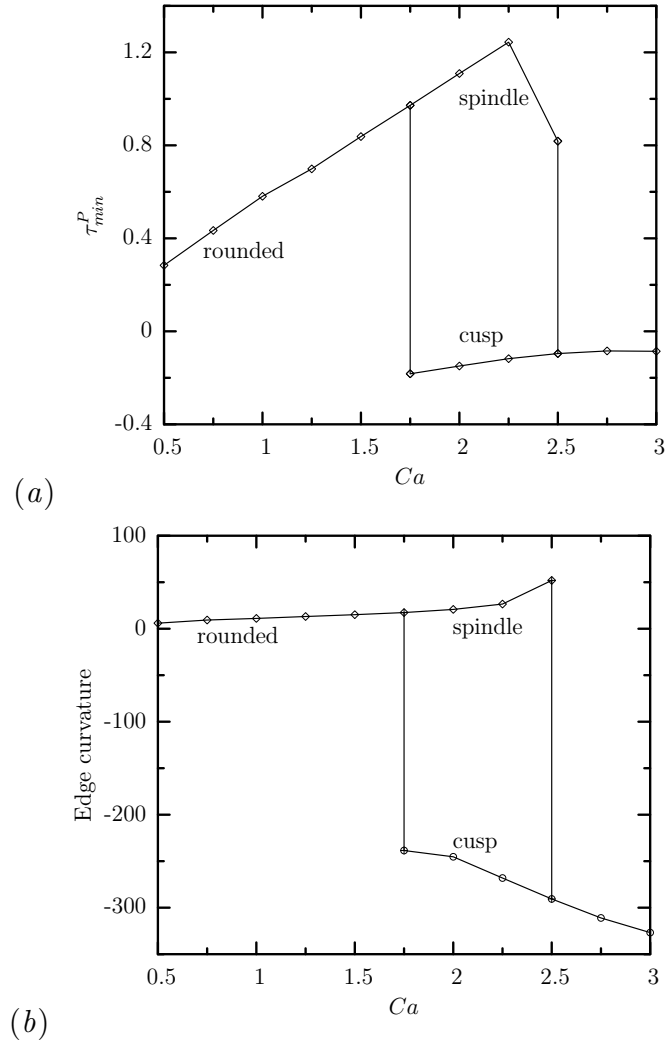 1.2
spindle
0.8
τ^P_min
0.4
rounded
0
cusp
-0.4
0.5 1 1.5 2 2.5 3
Ca
(a)
100
0
rounded
spindle
-100
Edge curvature
-200
cusp
-300
0.5 1 1.5 2 2.5 3
Ca
(b)